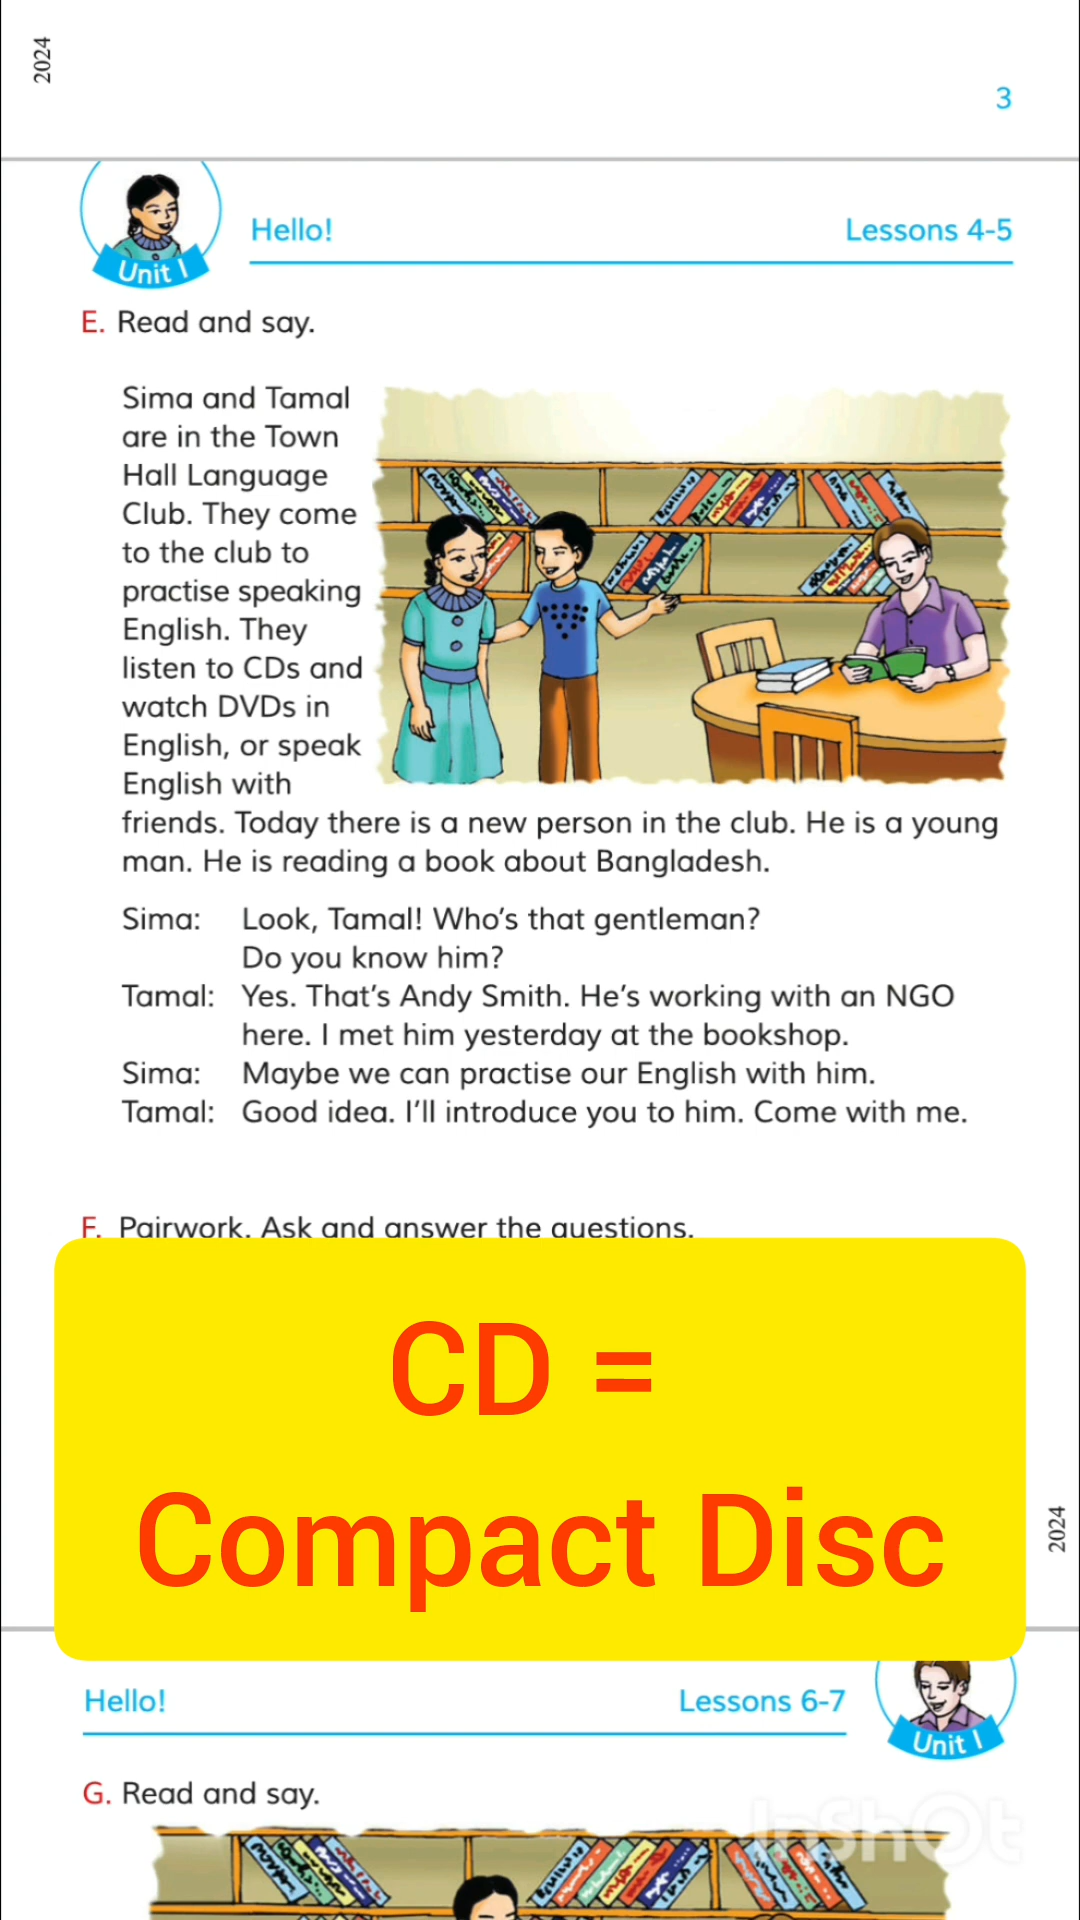 2024
3
Hello!
Lessons 4-5
Unit 1
E. Read and say.
Sima and Tamal
are in the Town
Hall Language
Club. They come
to the club to
practise speaking
English. They
listen to CDs and
watch DVDs in
English, or speak
English with
friends. Today there is a new person in the club. He is a young
man. He is reading a book about Bangladesh.
Sima: Look, Tamal! Who's that gentleman?
Do you know him?
Tamal: Yes. That's Andy Smith. He's working with an NGO
here. I met him yesterday at the bookshop.
Sima: Maybe we can practise our English with him.
Tamal: Good idea. I'll introduce you to him. Come with me.
F. Pairwork. Ask and answer the questions.
CD =
Compact Disc
2024
Hello!
Lessons 6-7
Unit 1
G. Read and say.
InShOt